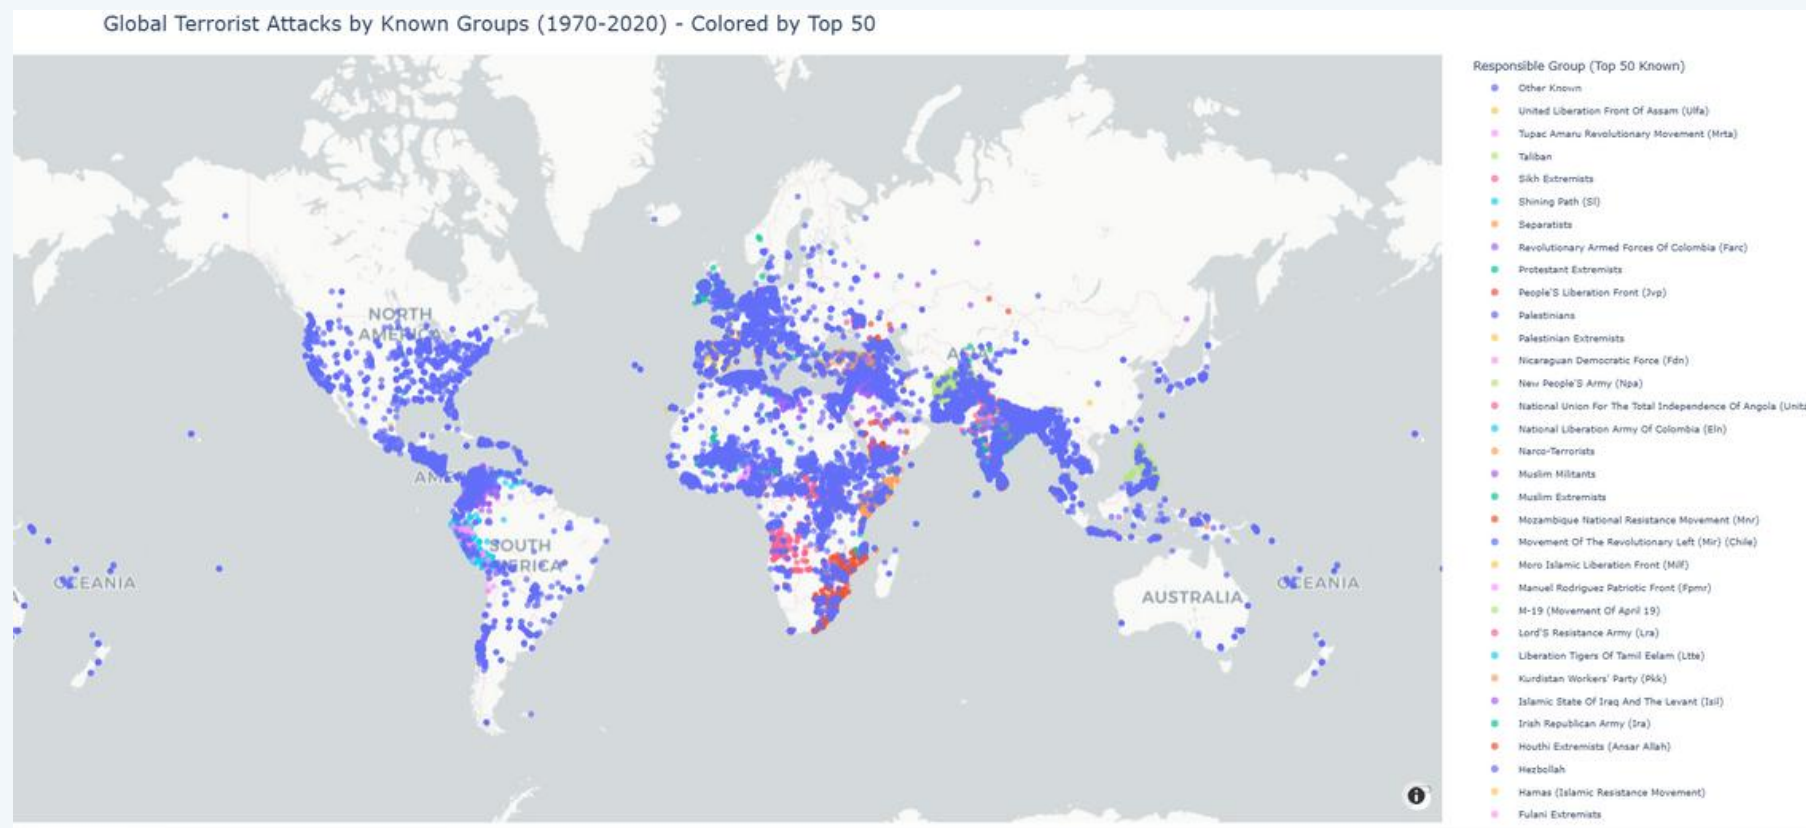 Global Terrorist Attacks by Known Groups (1970-2020) - Colored by Top 50
NORTH
AMERICA
SOUTH
AMERICA
OCEANIA
AUSTRALIA
OCEANIA
Responsible Group (Top 50 Known)
Other Known
United Liberation Front Of Assam (Ulfa)
Tupac Amaru Revolutionary Movement (Mrta)
Taliban
Sikh Extremists
Shining Path (Sl)
Separatists
Revolutionary Armed Forces Of Colombia (Farc)
Protestant Extremists
People'S Liberation Front (Jvp)
Palestinians
Palestinian Extremists
Nicaraguan Democratic Force (Fdn)
New People'S Army (Npa)
National Union For The Total Independence Of Angola (Unita
National Liberation Army Of Colombia (Eln)
Narco-Terrorists
Muslim Militants
Muslim Extremists
Mozambique National Resistance Movement (Mnr)
Movement Of The Revolutionary Left (Mir) (Chile)
Moro Islamic Liberation Front (Milf)
Manuel Rodriguez Patriotic Front (Fpmr)
M-19 (Movement Of April 19)
Lord'S Resistance Army (Lra)
Liberation Tigers Of Tamil Eelam (Ltte)
Kurdistan Workers' Party (Pkk)
Islamic State Of Iraq And The Levant (Isil)
Irish Republican Army (Ira)
Houthi Extremists (Ansar Allah)
Hezbollah
Hamas (Islamic Resistance Movement)
Fulani Extremists